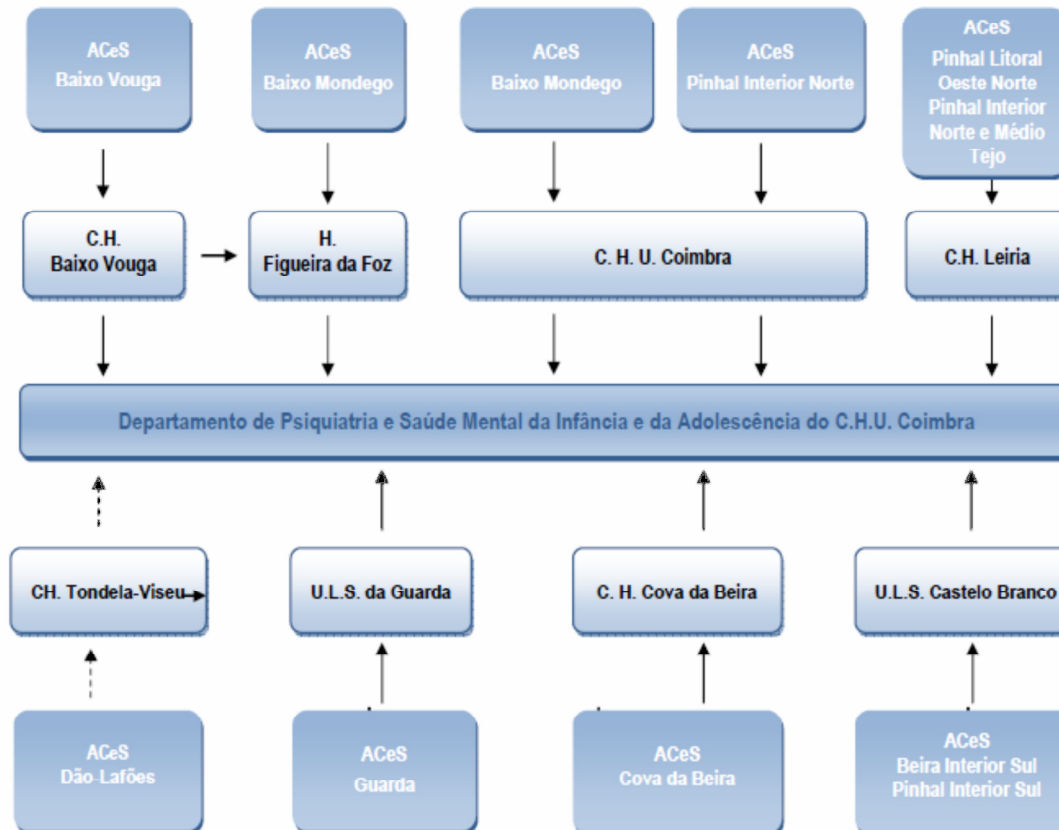 ACeS
Baixo Vouga
ACeS
Baixo Mondego
ACeS
Baixo Mondego
ACeS
Pinhal Interior Norte
ACeS
Pinhal Litoral
Oeste Norte
Pinhal Interior
Norte e Médio
Tejo
C.H.
Baixo Vouga
H.
Figueira da Foz
C. H. U. Coimbra
C.H. Leiria
Departamento de Psiquiatria e Saúde Mental da Infância e da Adolescência do C.H.U. Coimbra
CH. Tondela-Viseu
U.L.S. da Guarda
C. H. Cova da Beira
U.L.S. Castelo Branco
ACeS
Dão-Lafões
ACeS
Guarda
ACeS
Cova da Beira
ACeS
Beira Interior Sul
Pinhal Interior Sul